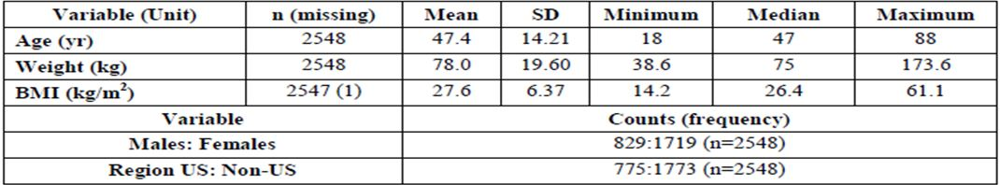 Variable (Unit) n (missing) Mean SD Minimum Median Maximum
Age (yr) 2548 47.4 14.21 18 47 88
Weight (kg) 2548 78.0 19.60 38.6 75 173.6
BMI (kg/m²) 2547 (1) 27.6 6.37 14.2 26.4 61.1
Variable Counts (frequency)
Males: Females 829:1719 (n=2548)
Region US: Non-US 775:1773 (n=2548)